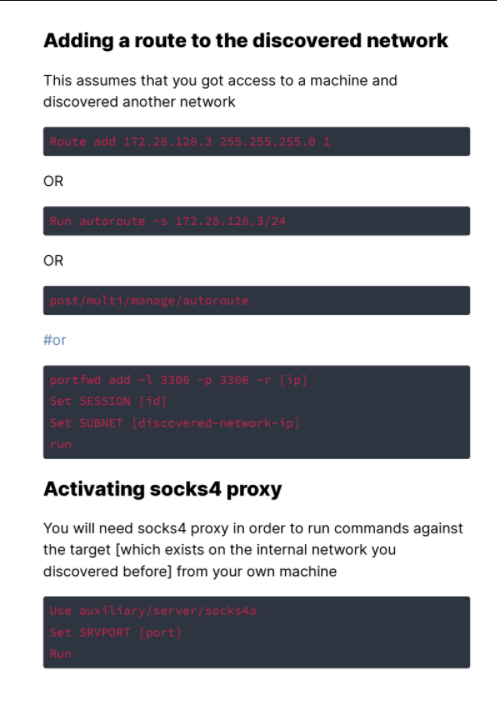 Adding a route to the discovered network
This assumes that you got access to a machine and
discovered another network
Route add 172.28.128.3 255.255.255.0 1
OR
Run autoroute -s 172.28.128.3/24
OR
post/multi/manage/autoroute
#or
portfwd add -l 3306 -p 3306 -r [ip]
Set SESSION [id]
Set SUBNET [discovered-network-ip]
run
Activating socks4 proxy
You will need socks4 proxy in order to run commands against
the target [which exists on the internal network you
discovered before] from your own machine
Use auxiliary/server/socks4a
Set SRVPORT [port]
Run